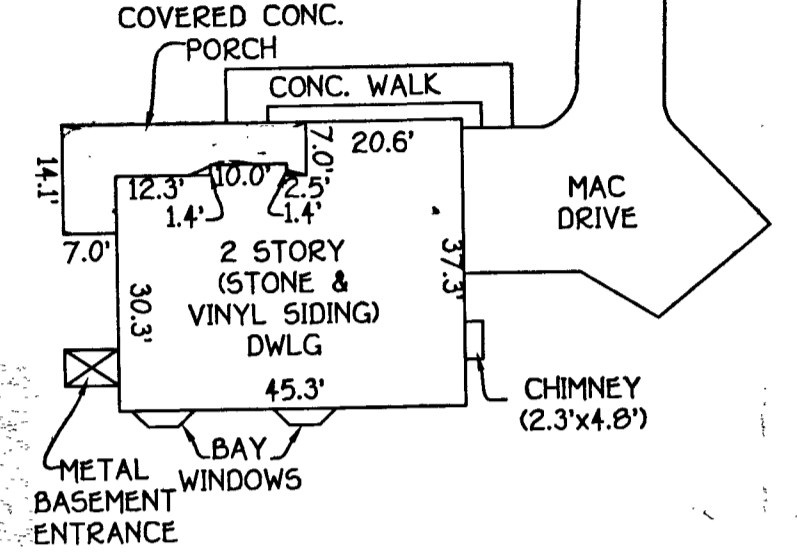 COVERED CONC.
PORCH
CONC. WALK
14.1'
7.0'
20.6'
12.3'
10.0'
2.5'
1.4'
1.4'
MAC
DRIVE
7.0'
2 STORY
(STONE &
VINYL SIDING)
DWLG
37.3'
30.3'
45.3'
CHIMNEY
(2.3'x4.8')
BAY
WINDOWS
METAL
BASEMENT
ENTRANCE